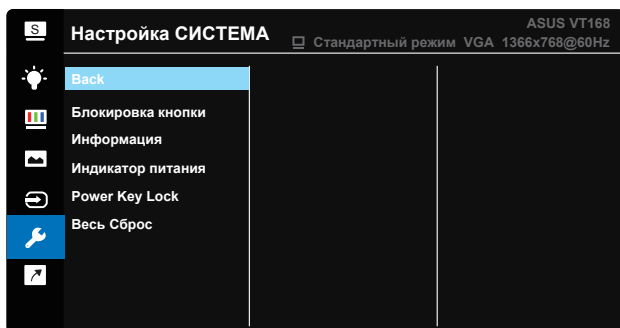 S
Настройка СИСТЕМА
ASUS VT168
Стандартный режим VGA 1366x768@60Hz
Back
Блокировка кнопки
Информация
Индикатор питания
Power Key Lock
Весь Сброс